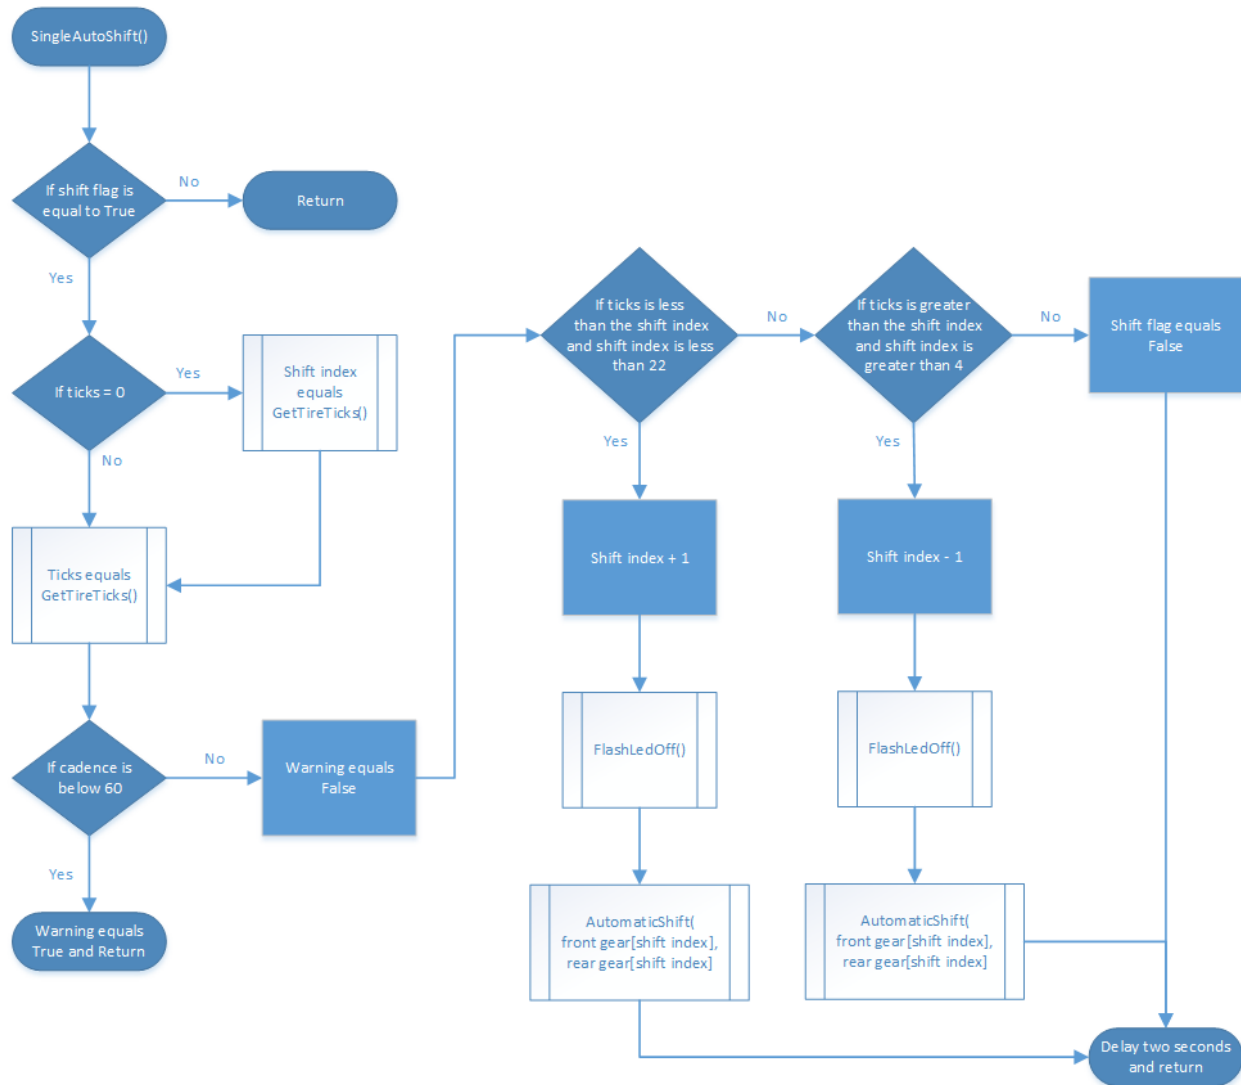 SingleAutoShift()
If shift flag is
equal to True
No
Return
Yes
If ticks = 0
Yes
Shift index
equals
GetTireTicks()
No
Ticks equals
GetTireTicks()
If cadence is
below 60
No
Warning equals
False
Yes
Warning equals
True and Return
If ticks is less
than the shift index
and shift index is less
than 22
No
If ticks is greater
than the shift index
and shift index is
greater than 4
No
Shift flag equals
False
Yes
Shift index + 1
FlashLedOff()
AutomaticShift(
front gear[shift index],
rear gear[shift index]
Yes
Shift index - 1
FlashLedOff()
AutomaticShift(
front gear[shift index],
rear gear[shift index]
Delay two seconds
and return